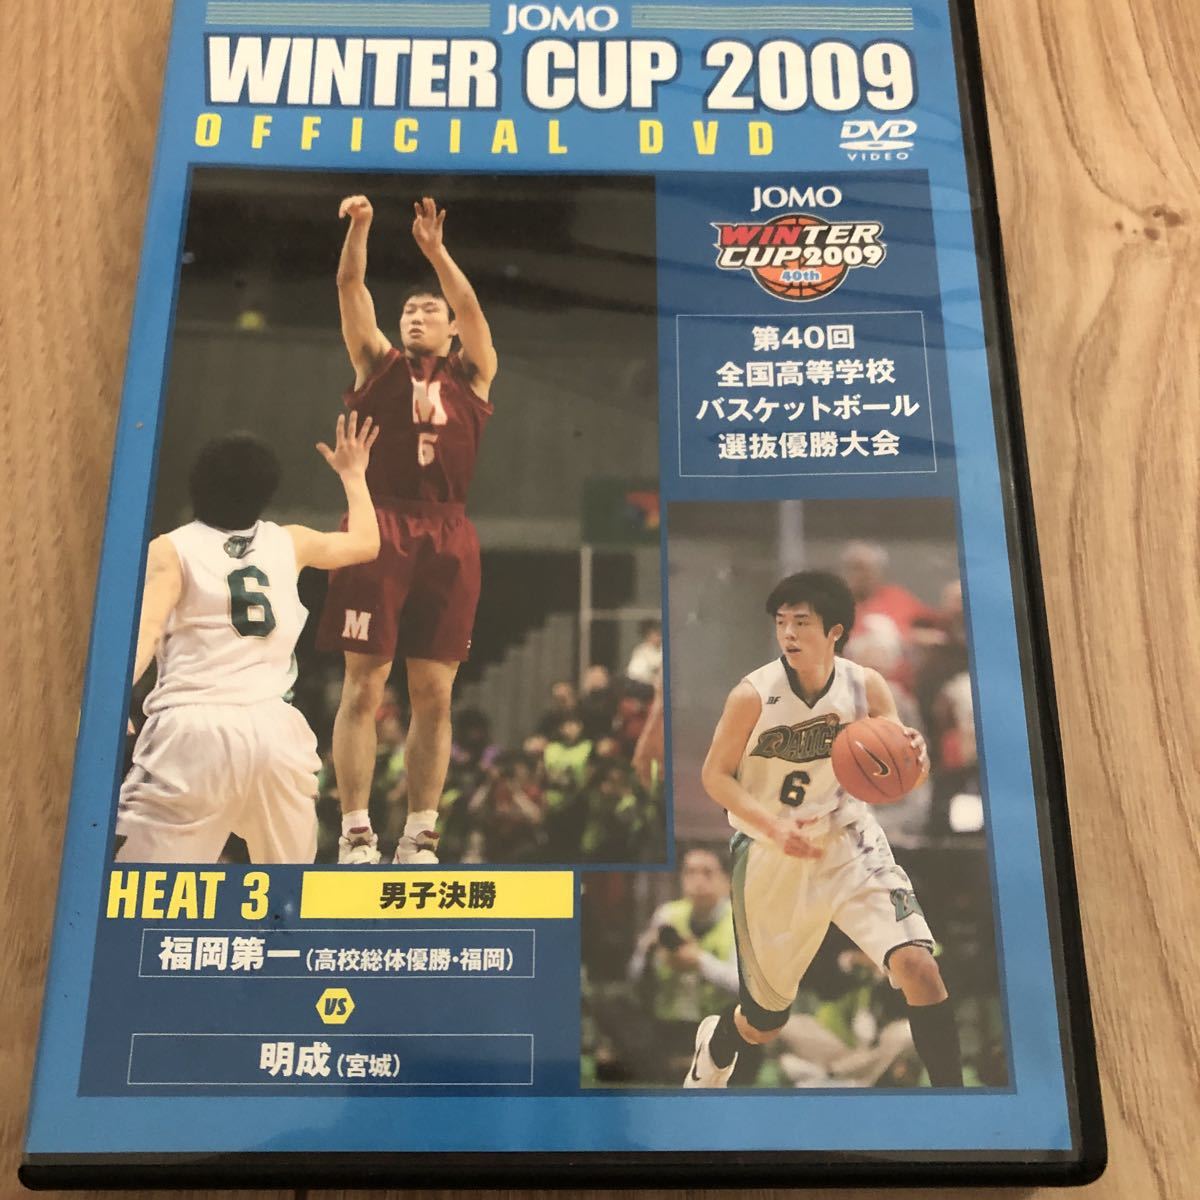 JOMO
WINTER CUP 2009
OFFICIAL DVD
DVD
VIDEO
JOMO
WINTER
CUP2009
40th
第40回
全国高等学校
バスケットボール
選抜優勝大会
M
5
M
6
6
HEAT 3
男子決勝
福岡第一(高校総体優勝・福岡)
VS
明成(宮城)